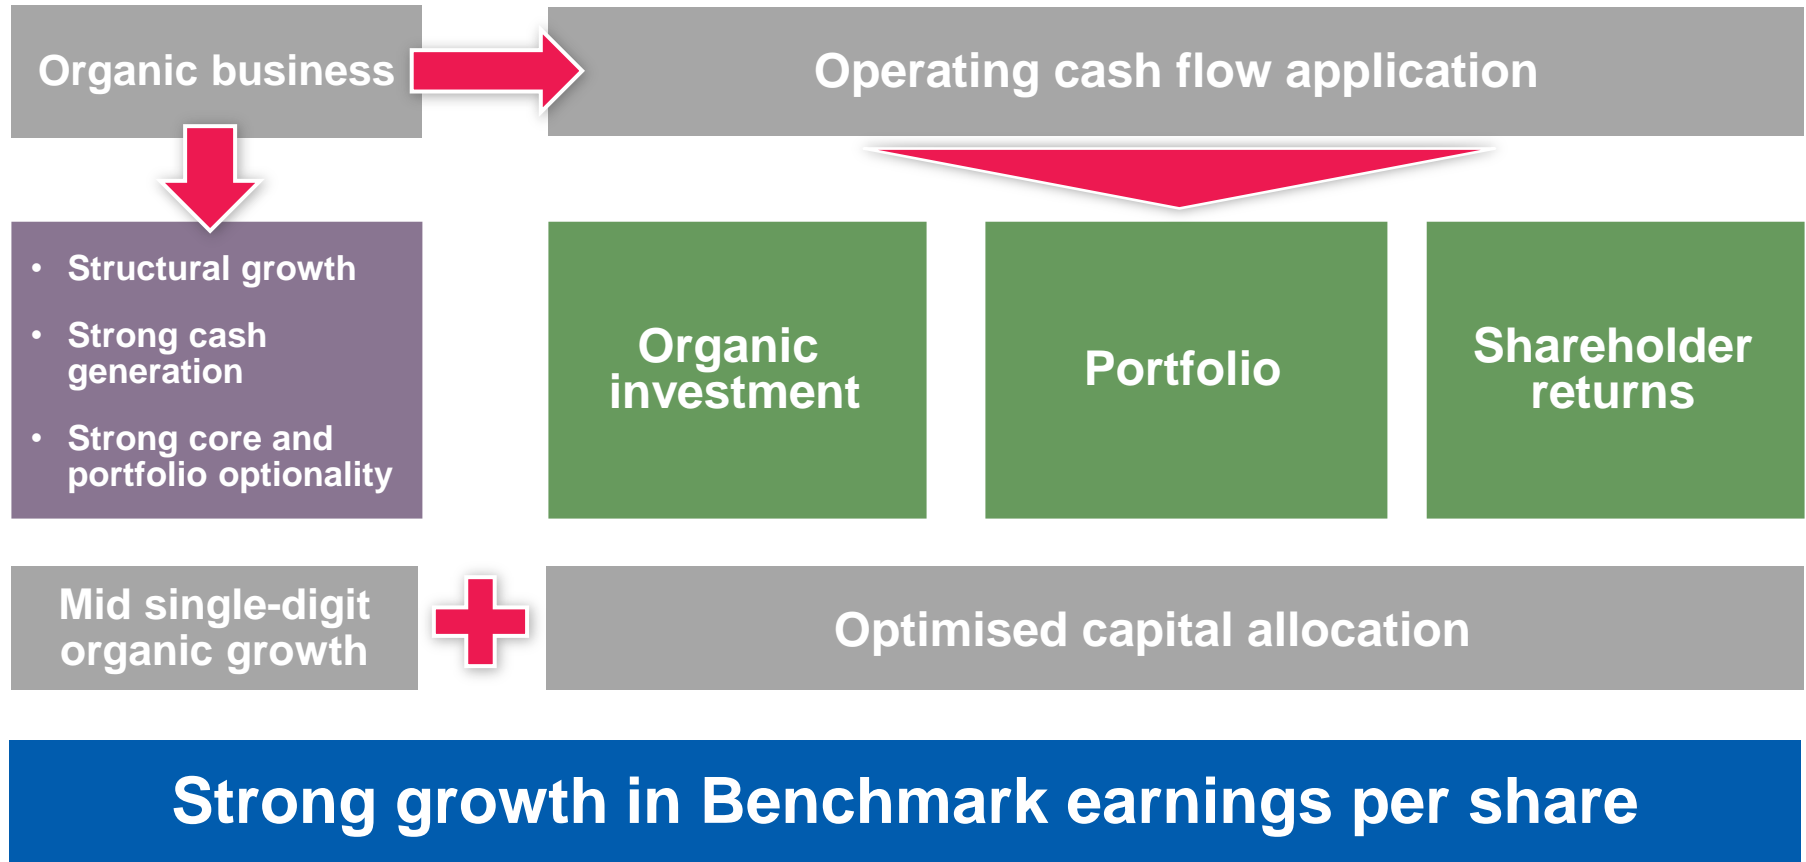 Organic business
Operating cash flow application
• Structural growth
• Strong cash
generation
• Strong core and
portfolio optionality
Organic
investment
Portfolio
Shareholder
returns
Mid single-digit
organic growth
Optimised capital allocation
Strong growth in Benchmark earnings per share